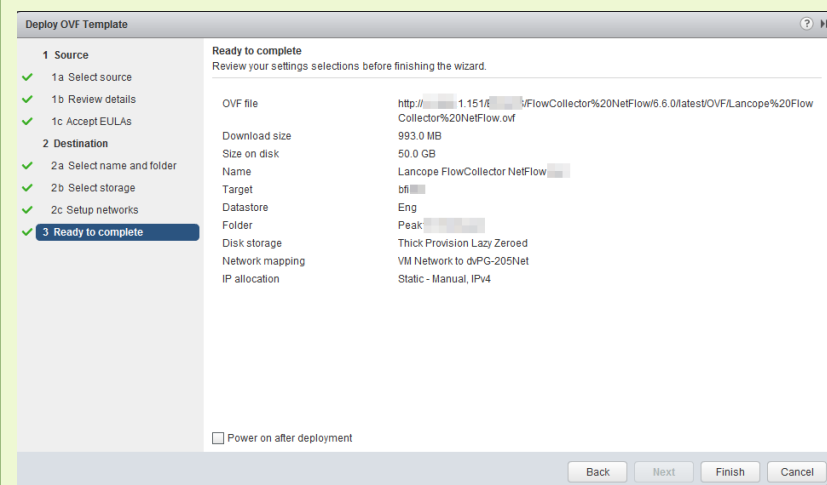 Deploy OVF Template
?
1 Source
1a Select source
1b Review details
1c Accept EULAs
2 Destination
2a Select name and folder
2b Select storage
2c Setup networks
3 Ready to complete
Ready to complete
Review your settings selections before finishing the wizard.
OVF file http:// 1.151/ /FlowCollector%20NetFlow/6.6.0/latest/OVF/Lancope%20Flow
Collector%20NetFlow.ovf
Download size 993.0 MB
Size on disk 50.0 GB
Name Lancope FlowCollector NetFlow
Target bfi
Datastore Eng
Folder Peak
Disk storage Thick Provision Lazy Zeroed
Network mapping VM Network to dvPG-205Net
IP allocation Static - Manual, IPv4
Power on after deployment
Back Next Finish Cancel